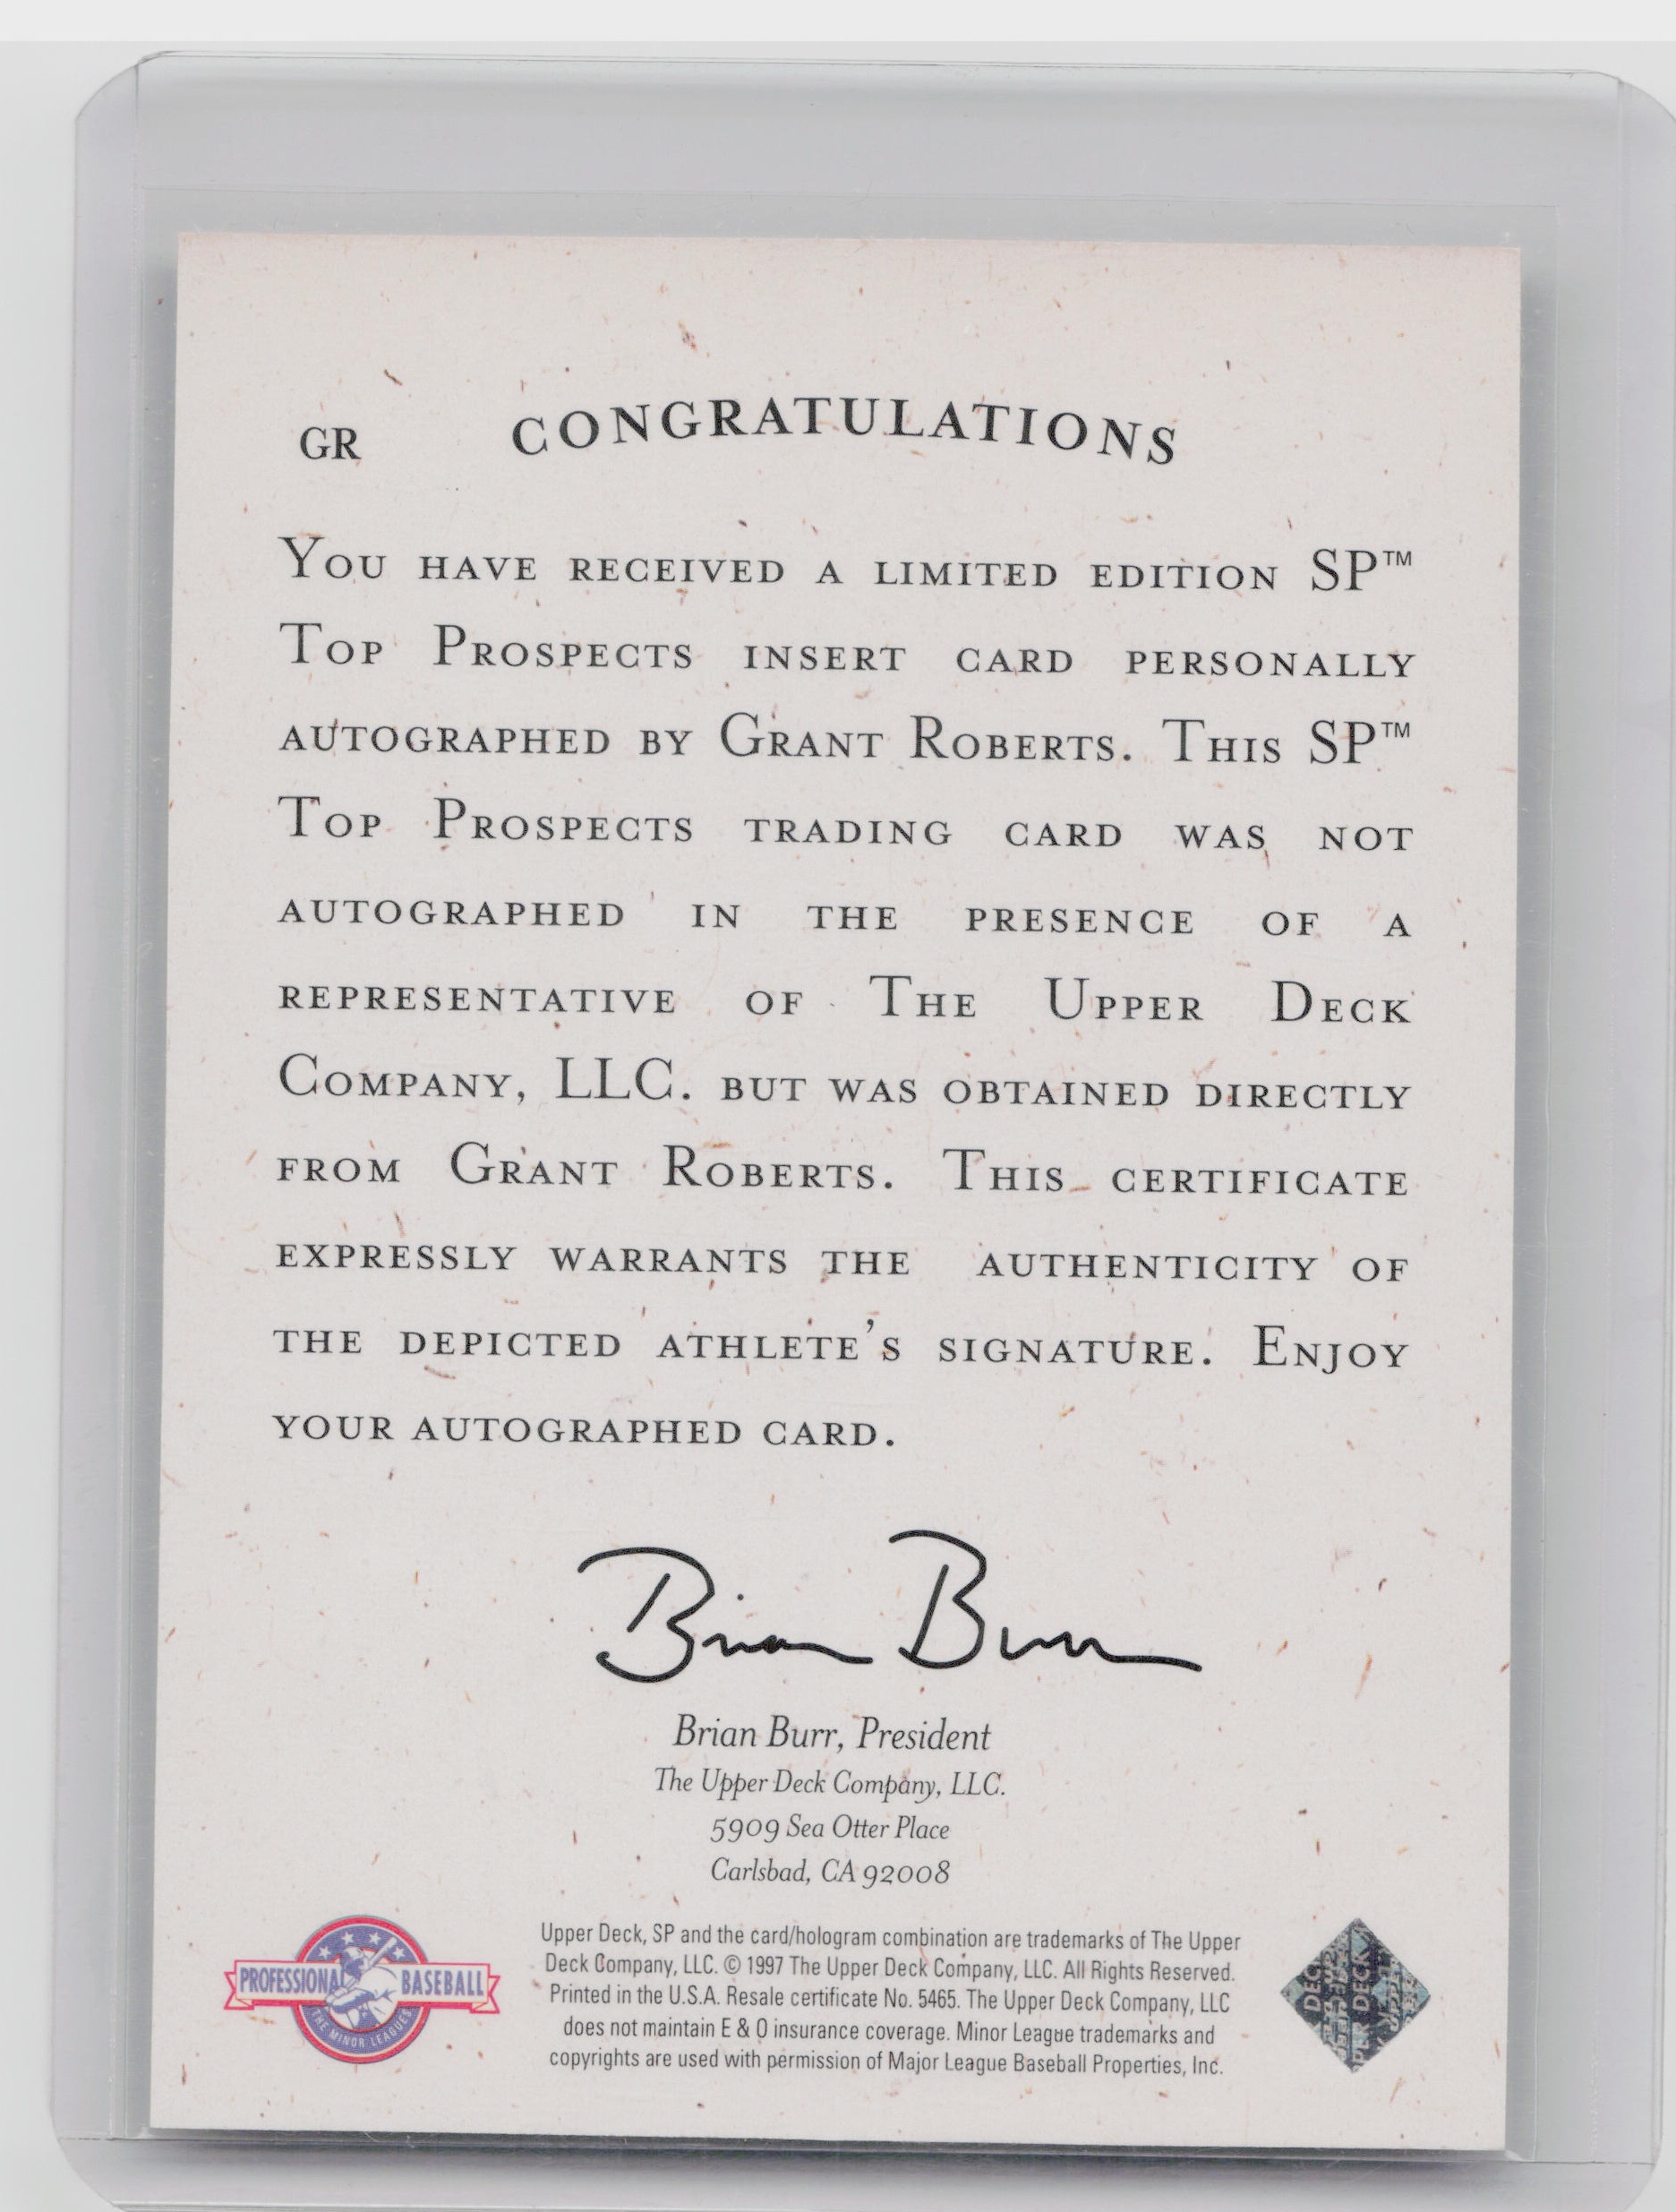 GR
CONGRATULATIONS
YOU HAVE RECEIVED A LIMITED EDITION SP™
TOP PROSPECTS INSERT CARD PERSONALLY
AUTOGRAPHED BY GRANT ROBERTS. THIS SP™
TOP PROSPECTS TRADING CARD WAS NOT
AUTOGRAPHED IN THE PRESENCE OF A
REPRESENTATIVE OF THE UPPER DECK
COMPANY, LLC. BUT WAS OBTAINED DIRECTLY
FROM GRANT ROBERTS. THIS CERTIFICATE
EXPRESSLY WARRANTS THE AUTHENTICITY OF
THE DEPICTED ATHLETE'S SIGNATURE. ENJOY
YOUR AUTOGRAPHED CARD.
Brian Burr
Brian Burr, President
The Upper Deck Company, LLC.
5909 Sea Otter Place
Carlsbad, CA 92008
PROFESSIONAL BASEBALL
THE MINOR LEAGUES
Upper Deck, SP and the card/hologram combination are trademarks of The Upper
Deck Company, LLC. © 1997 The Upper Deck Company, LLC. All Rights Reserved.
Printed in the U.S.A. Resale certificate No. 5465. The Upper Deck Company, LLC
does not maintain E & O insurance coverage. Minor League trademarks and
copyrights are used with permission of Major League Baseball Properties, Inc.